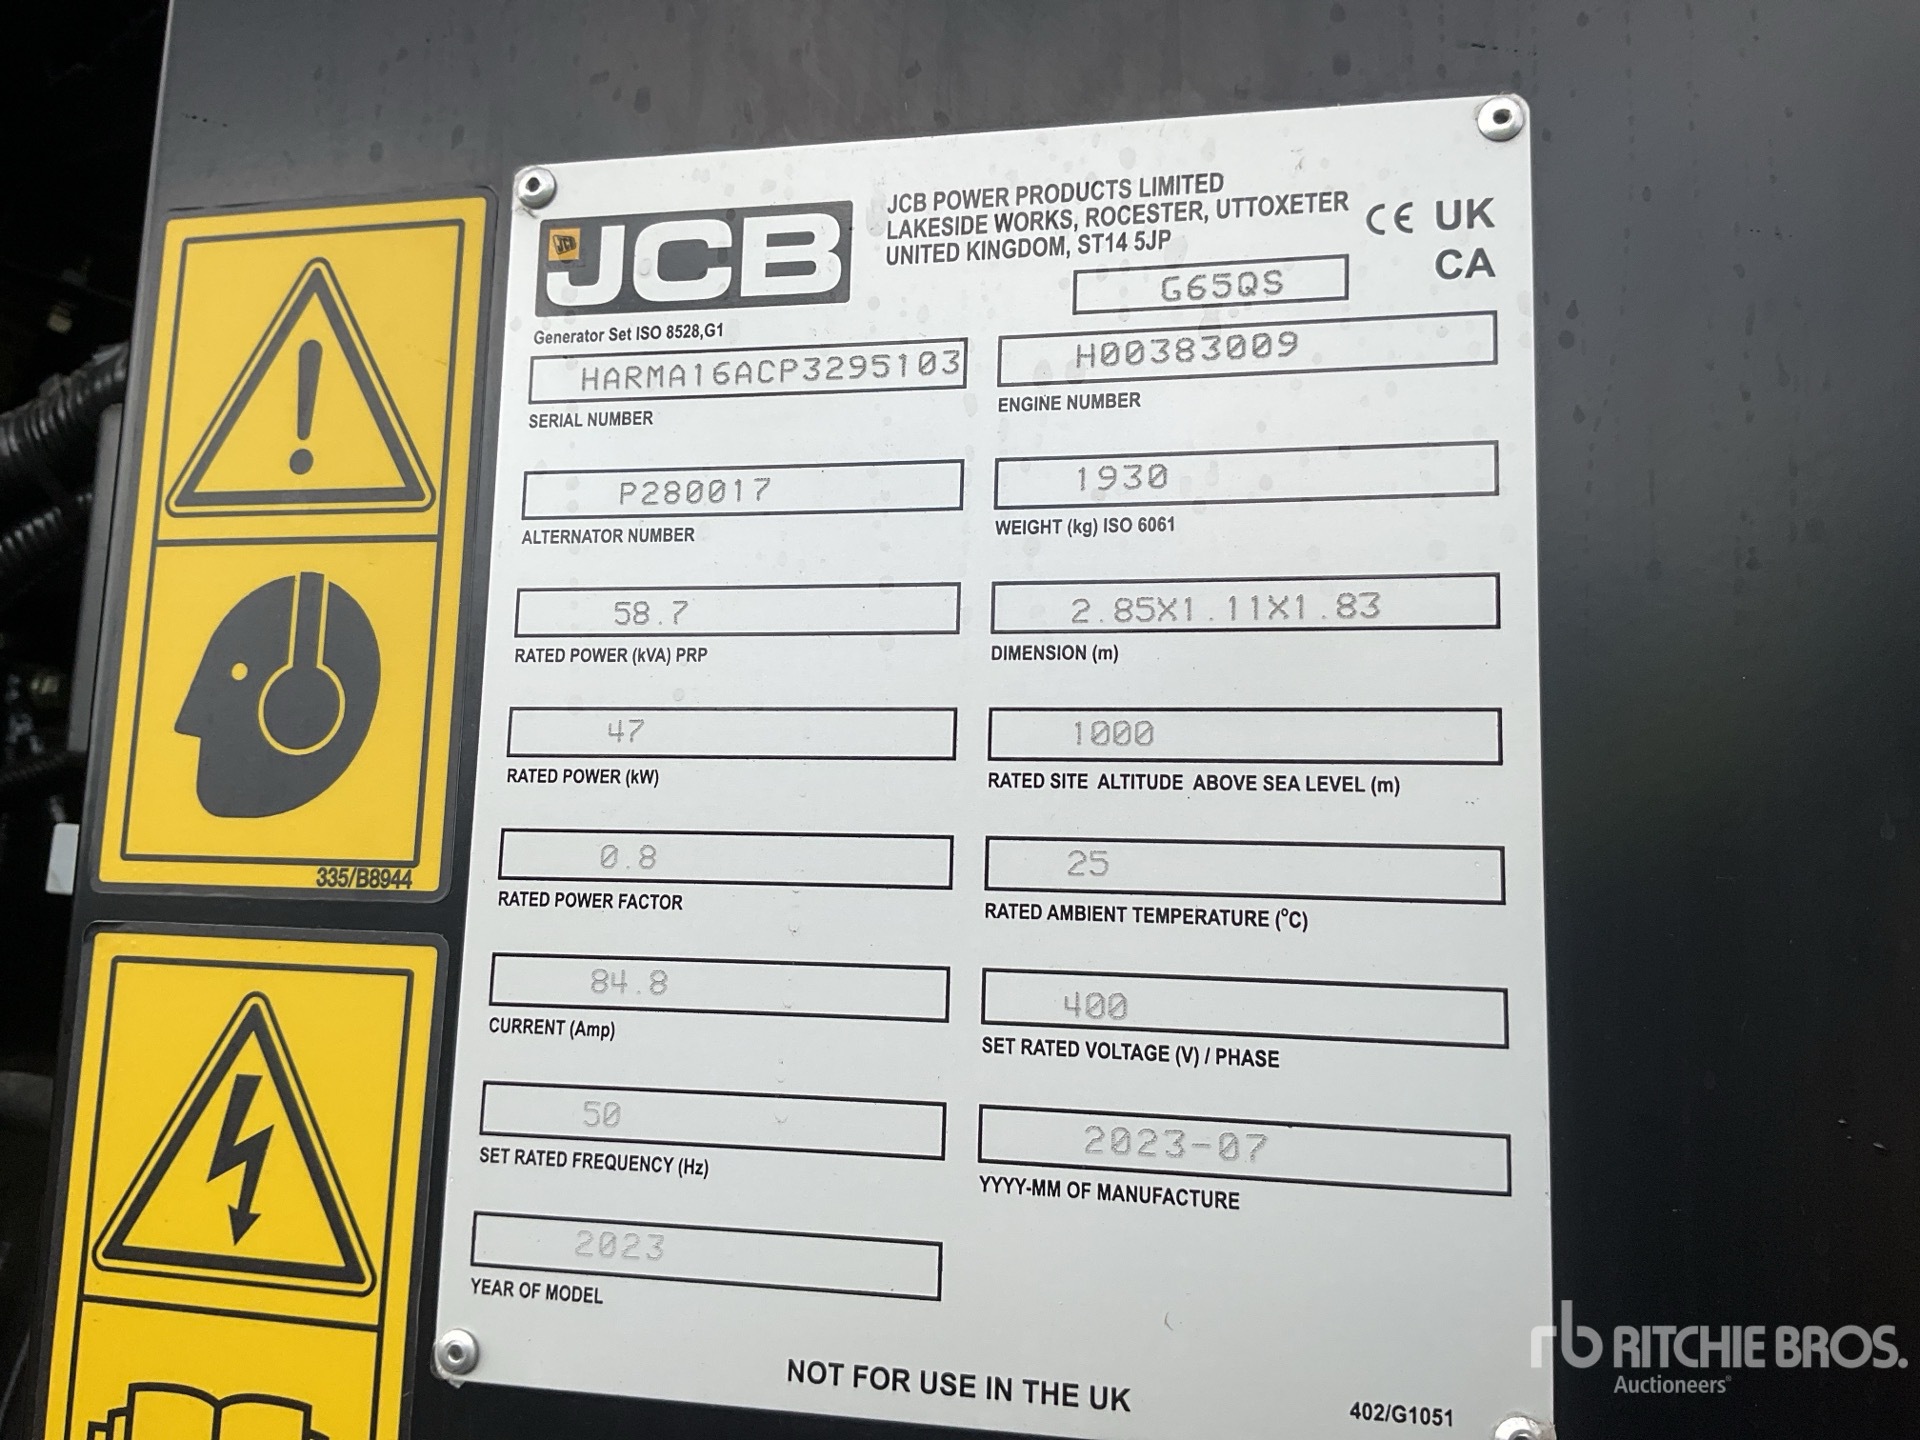 JCB
JCB
JCB POWER PRODUCTS LIMITED
LAKESIDE WORKS, ROCESTER, UTTOXETER
UNITED KINGDOM, ST14 5JP
CE UK
CA
G65QS
Generator Set ISO 8528,G1
HARMA16ACP3295103
SERIAL NUMBER
H00383009
ENGINE NUMBER
P280017
ALTERNATOR NUMBER
1930
WEIGHT (kg) ISO 6061
58.7
RATED POWER (kVA) PRP
2.85X1.11X1.83
DIMENSION (m)
47
RATED POWER (kW)
1000
RATED SITE ALTITUDE ABOVE SEA LEVEL (m)
0.8
RATED POWER FACTOR
25
RATED AMBIENT TEMPERATURE (°C)
84.8
CURRENT (Amp)
400
SET RATED VOLTAGE (V) / PHASE
50
SET RATED FREQUENCY (Hz)
2023-07
YYYY-MM OF MANUFACTURE
2023
YEAR OF MODEL
NOT FOR USE IN THE UK
402/G1051
335/B8944
rb RITCHIE BROS.
Auctioneers®